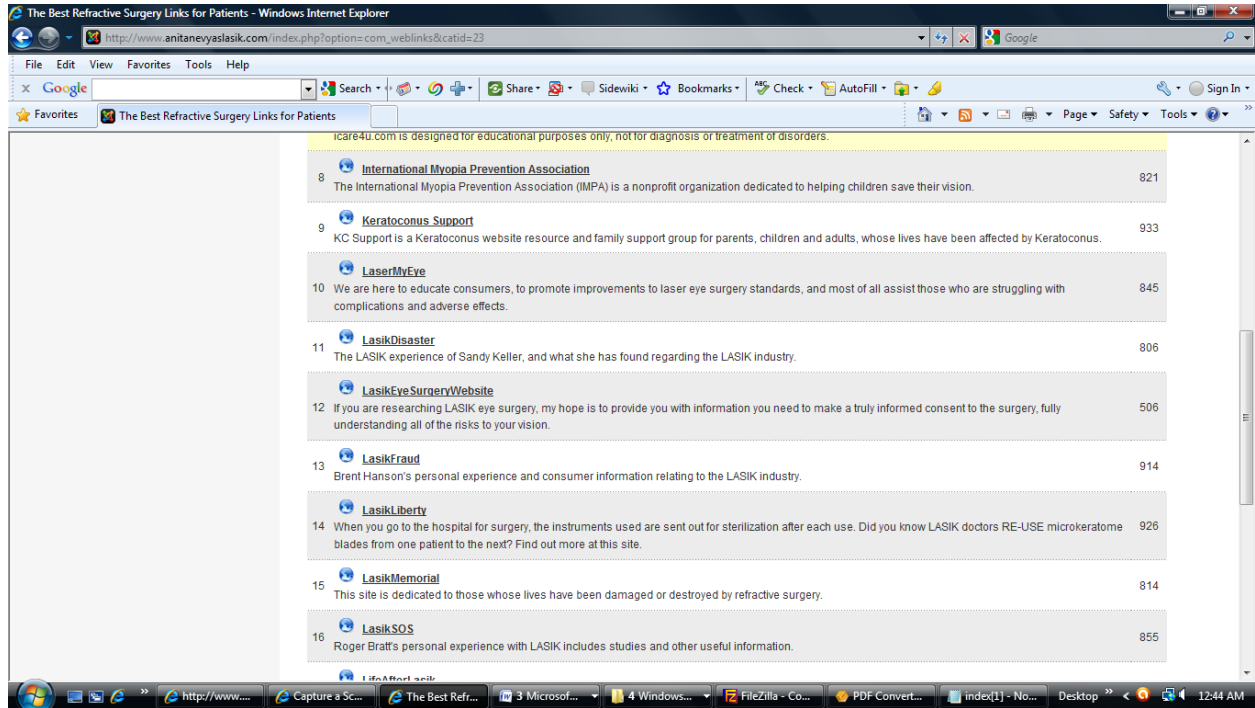 The Best Refractive Surgery Links for Patients - Windows Internet Explorer
http://www.anitanevyaslasik.com/index.php?option=com_weblinks&catid=23
Google
File Edit View Favorites Tools Help
x Google Search Share Sidewiki Bookmarks ABC Check AutoFill Sign In
Favorites The Best Refractive Surgery Links for Patients Page Safety Tools
icare4u.com is designed for educational purposes only, not for diagnosis or treatment of disorders.
International Myopia Prevention Association
8 The International Myopia Prevention Association (IMPA) is a nonprofit organization dedicated to helping children save their vision. 821
Keratoconus Support
9 KC Support is a Keratoconus website resource and family support group for parents, children and adults, whose lives have been affected by Keratoconus. 933
LaserMyEye
10 We are here to educate consumers, to promote improvements to laser eye surgery standards, and most of all assist those who are struggling with 845
complications and adverse effects.
LasikDisaster
11 The LASIK experience of Sandy Keller, and what she has found regarding the LASIK industry. 806
LasikEyeSurgeryWebsite
12 If you are researching LASIK eye surgery, my hope is to provide you with information you need to make a truly informed consent to the surgery, fully 506
understanding all of the risks to your vision.
LasikFraud
13 Brent Hanson's personal experience and consumer information relating to the LASIK industry. 914
LasikLiberty
14 When you go to the hospital for surgery, the instruments used are sent out for sterilization after each use. Did you know LASIK doctors RE-USE microkeratome 926
blades from one patient to the next? Find out more at this site.
LasikMemorial
15 This site is dedicated to those whose lives have been damaged or destroyed by refractive surgery. 814
LasikSOS
16 Roger Bratt's personal experience with LASIK includes studies and other useful information. 855
LifeAfterLasik
http://www.... Capture a Sc... The Best Refr... 3 Microsof... 4 Windows... FileZilla - Co... PDF Convert... index[1] - No... Desktop 12:44 AM